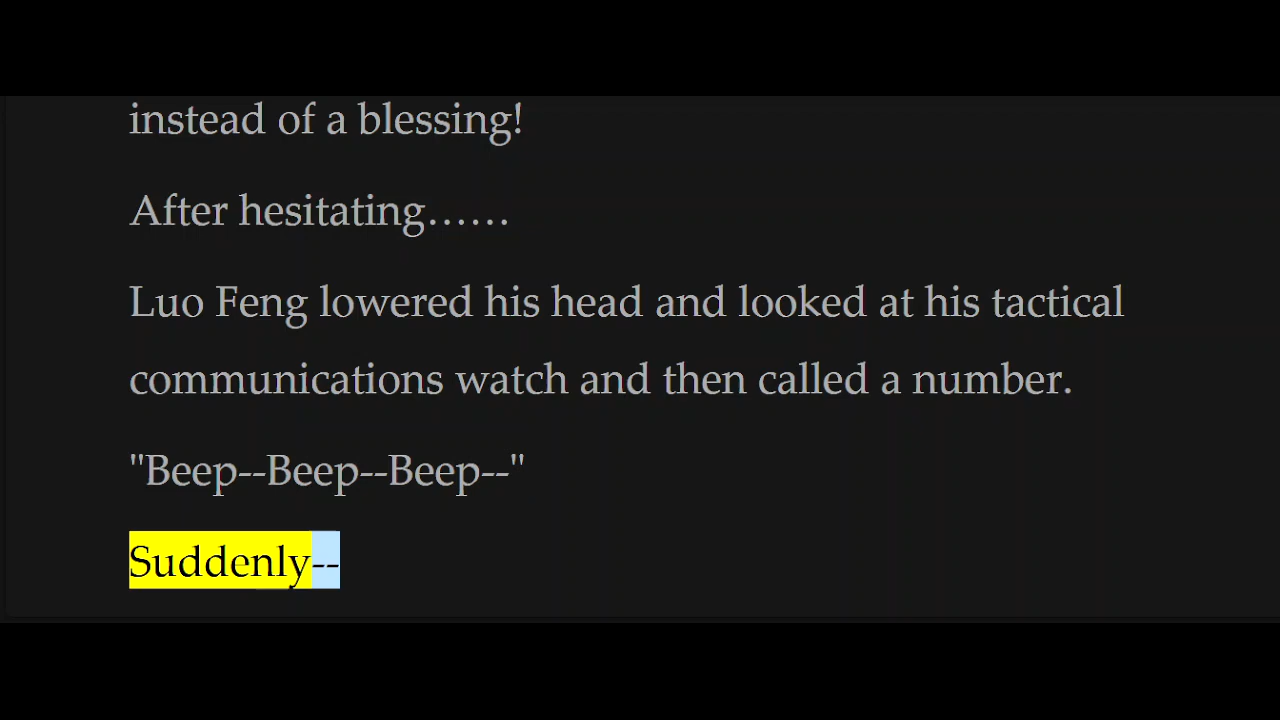 instead of a blessing!
After hesitating……
Luo Feng lowered his head and looked at his tactical
communications watch and then called a number.
"Beep--Beep--Beep--"
Suddenly--